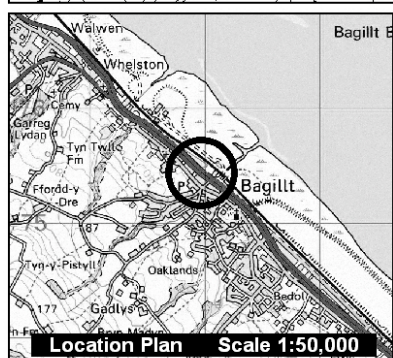 Walwen
Bagillt
Whelston
P
Cemy
Garreg
Lydan
Tyn Twll
Fm
Ffordd-y
-Dre
P
Bagillt
87
Tyn-y-Pistyll
Oaklands
177
Gadlys
Bedol
Fm
Location Plan Scale 1:50,000